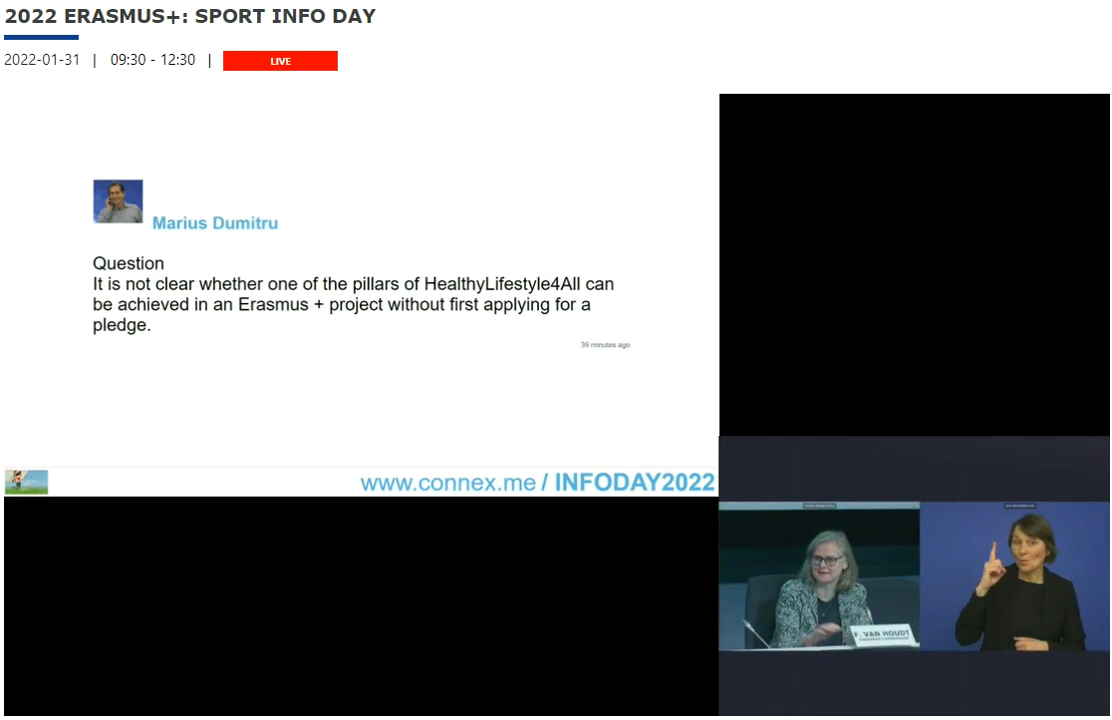 2022 ERASMUS+: SPORT INFO DAY
2022-01-31 | 09:30 - 12:30 | LIVE
Marius Dumitru
Question
It is not clear whether one of the pillars of HealthyLifestyle4All can
be achieved in an Erasmus + project without first applying for a
pledge.
39 minutes ago
www.connex.me / INFODAY2022
F. VAN HOUDT